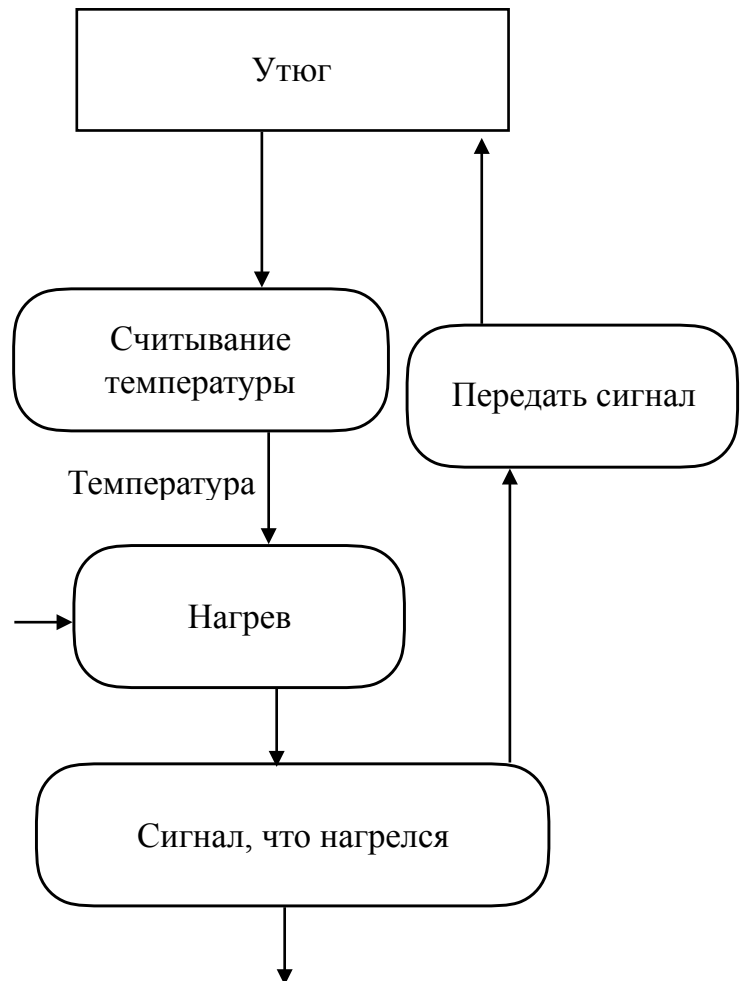 Утюг
Считывание
температуры
Передать сигнал
Температура
Нагрев
Сигнал, что нагрелся